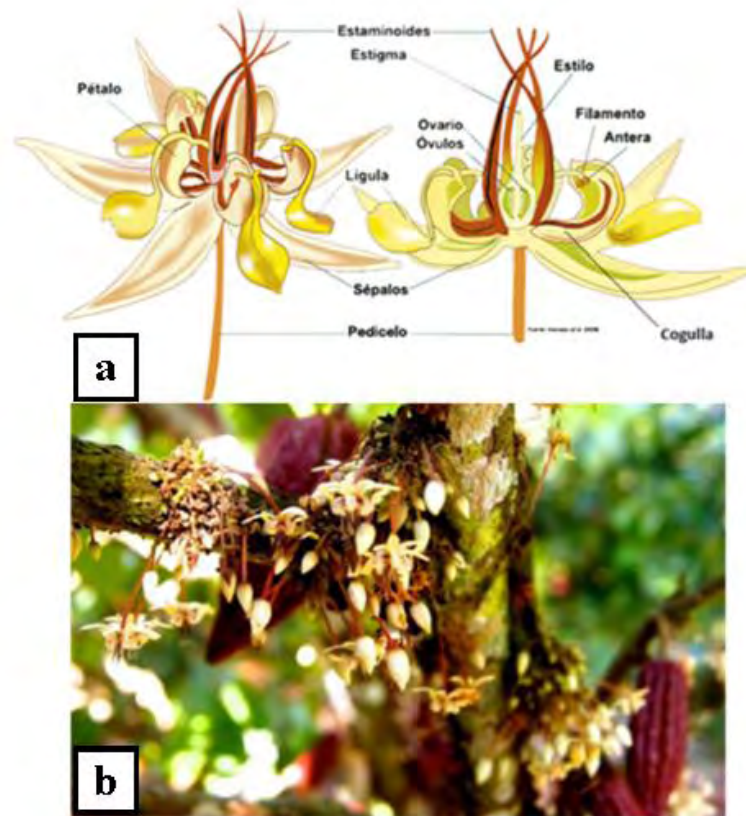 Estaminoides
Estigma
Estilo
Pétalo
Filamento
Ovario
Óvulos
Antera
Lígula
Sépalos
Pedicelo
Cogulla
a
b